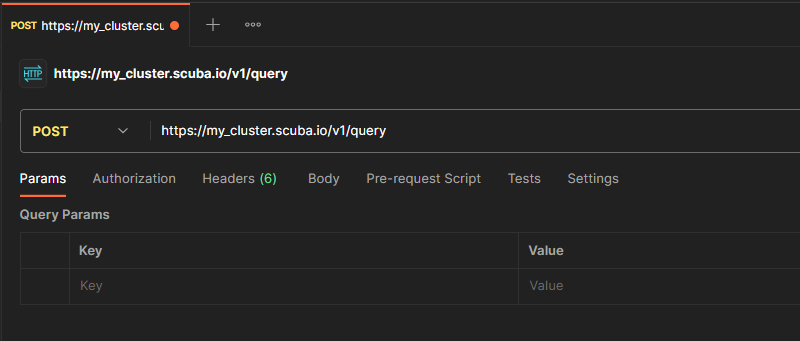 POST https://my_cluster.scu
HTTP https://my_cluster.scuba.io/v1/query
POST https://my_cluster.scuba.io/v1/query
Params Authorization Headers (6) Body Pre-request Script Tests Settings
Query Params
Key Value
Key Value